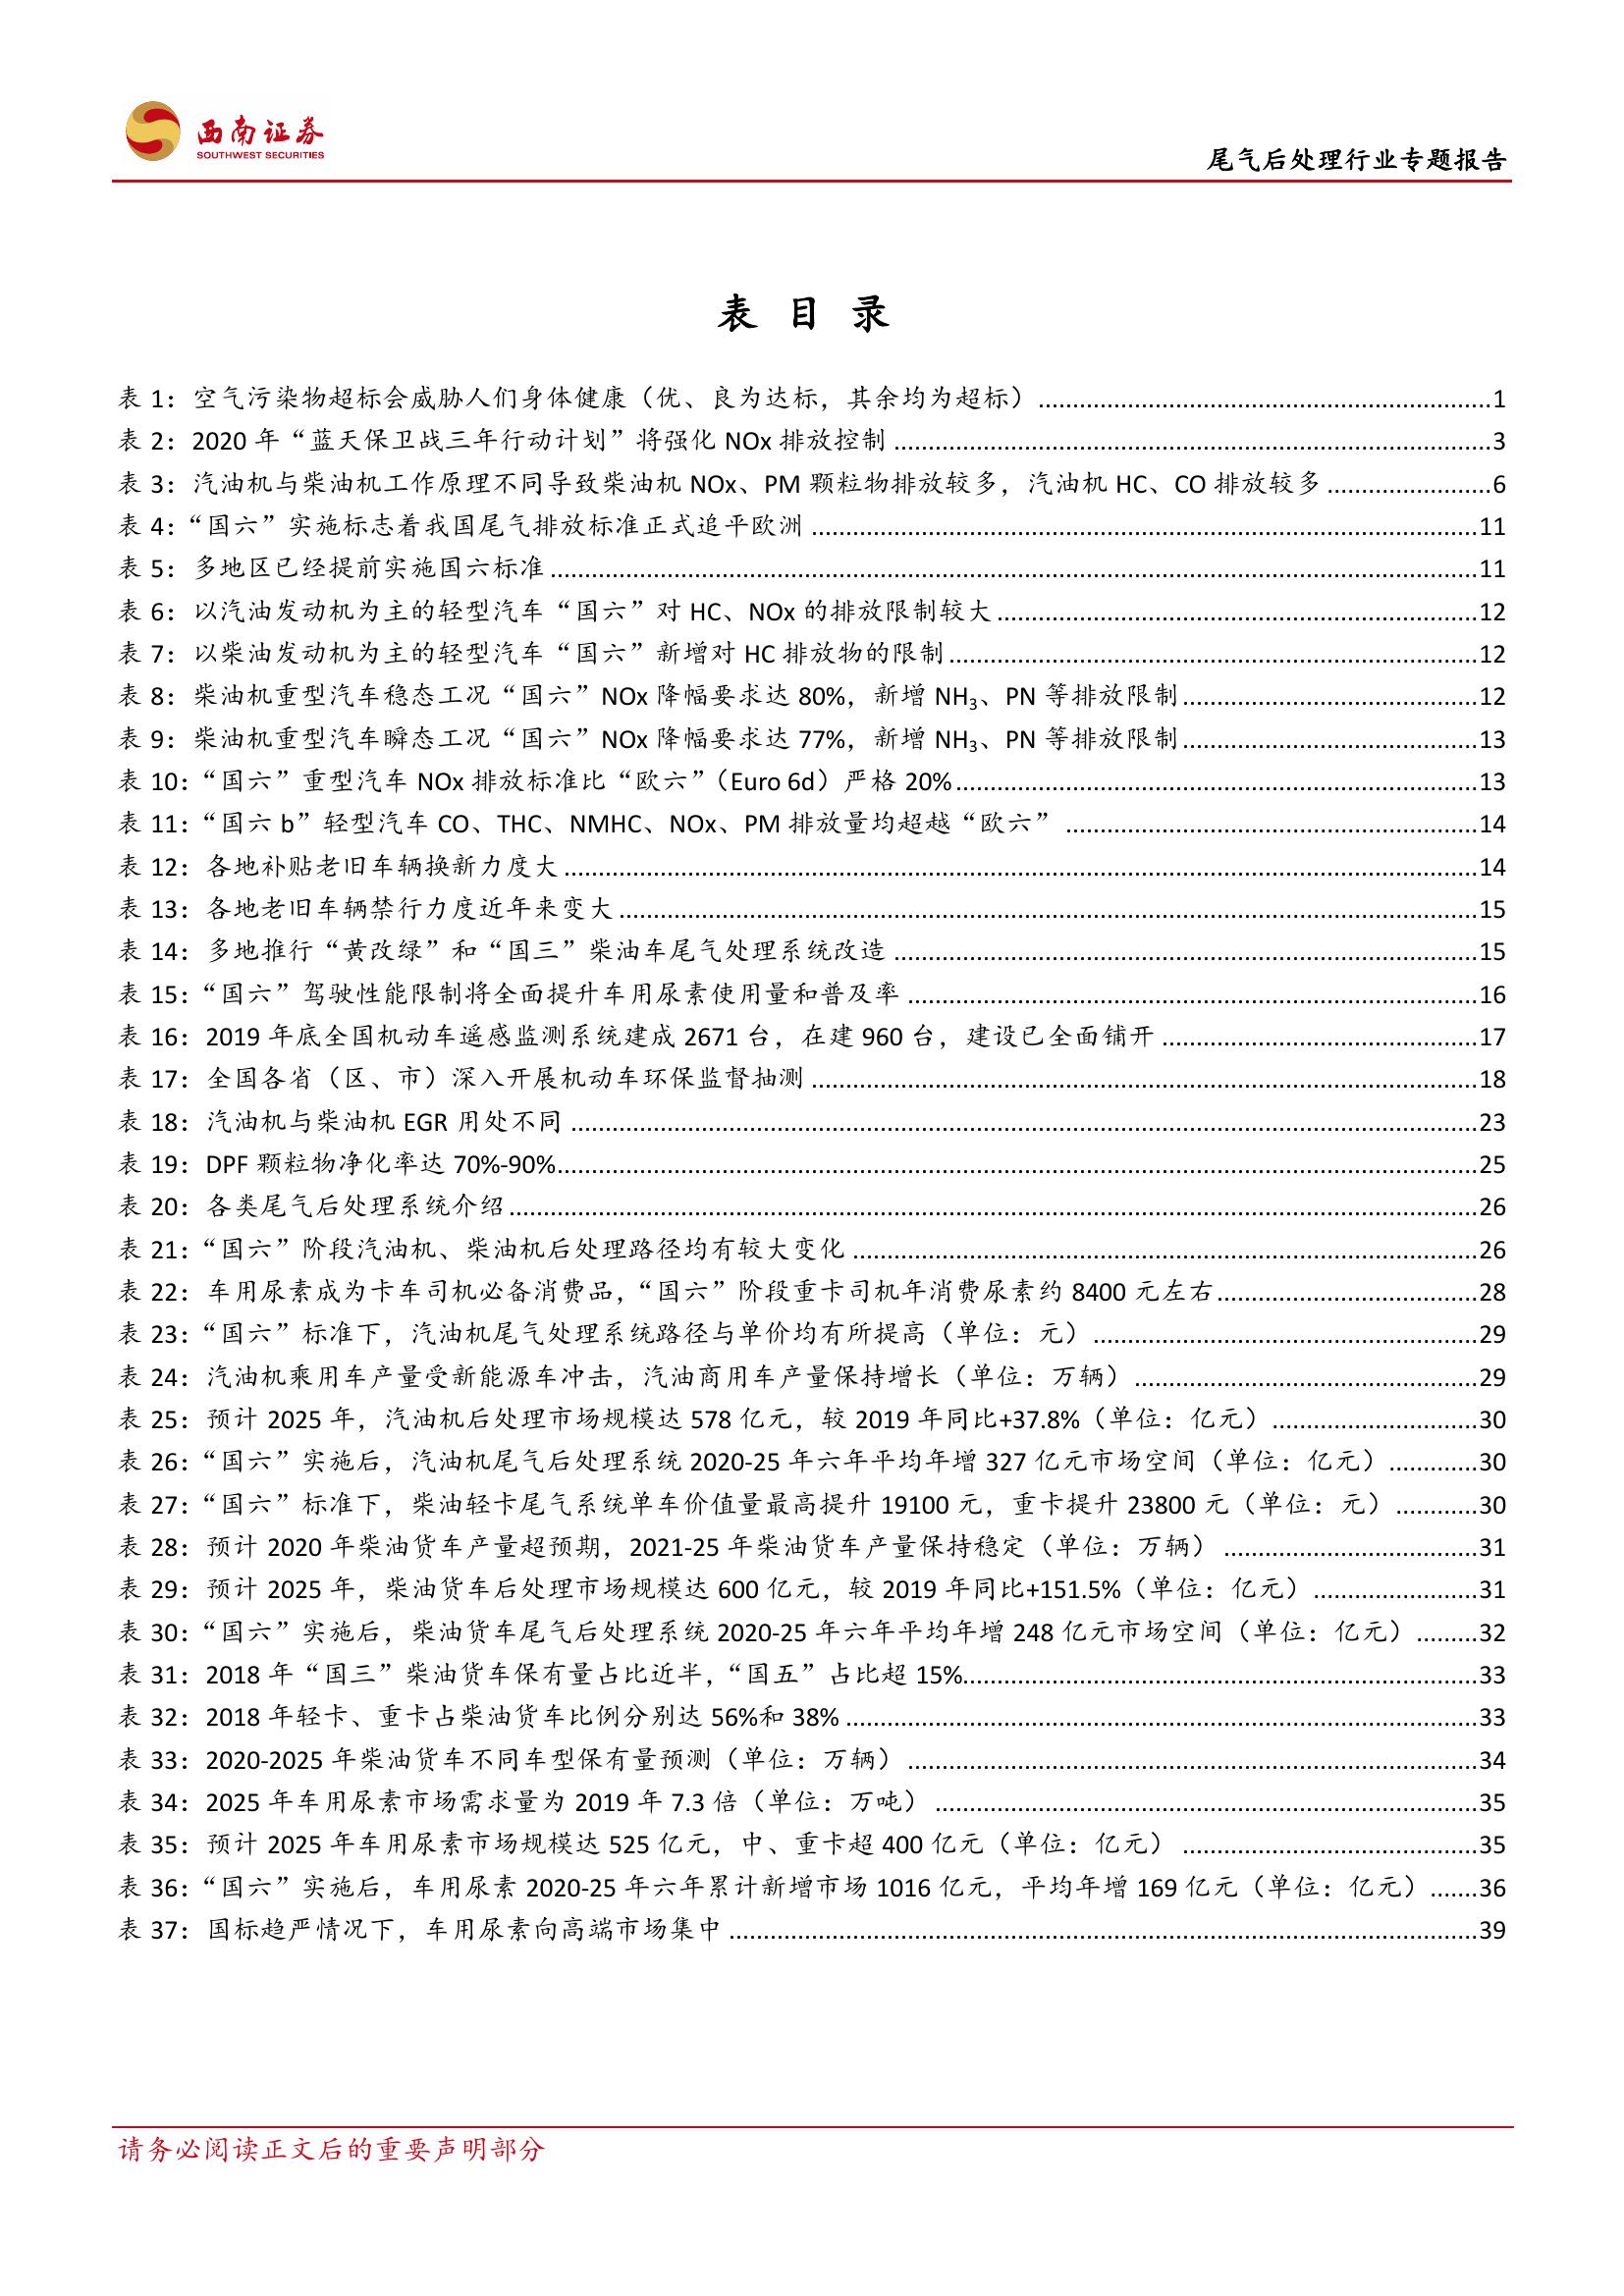 西南证券
SOUTHWEST SECURITIES
尾气后处理行业专题报告
表 目 录
表 1：空气污染物超标会威胁人们身体健康（优、良为达标，其余均为超标）........................1
表 2：2020 年“蓝天保卫战三年行动计划”将强化 NOx 排放控制........................3
表 3：汽油机与柴油机工作原理不同导致柴油机 NOx、PM 颗粒物排放较多，汽油机 HC、CO 排放较多........................6
表 4：“国六”实施标志着我国尾气排放标准正式追平欧洲........................11
表 5：多地区已经提前实施国六标准........................11
表 6：以汽油发动机为主的轻型汽车“国六”对 HC、NOx 的排放限制较大........................12
表 7：以柴油发动机为主的轻型汽车“国六”新增对 HC 排放物的限制........................12
表 8：柴油机重型汽车稳态工况“国六”NOx 降幅要求达 80%，新增 NH₃、PN 等排放限制........................12
表 9：柴油机重型汽车瞬态工况“国六”NOx 降幅要求达 77%，新增 NH₃、PN 等排放限制........................13
表 10：“国六”重型汽车 NOx 排放标准比“欧六”（Euro 6d）严格 20%........................13
表 11：“国六 b”轻型汽车 CO、THC、NMHC、NOx、PM 排放量均超越“欧六”........................14
表 12：各地补贴老旧车辆换新力度大........................14
表 13：各地老旧车辆禁行力度近年来变大........................15
表 14：多地推行“黄改绿”和“国三”柴油车尾气处理系统改造........................15
表 15：“国六”驾驶性能限制将全面提升车用尿素使用量和普及率........................16
表 16：2019 年底全国机动车遥感监测系统建成 2671 台，在建 960 台，建设已全面铺开........................17
表 17：全国各省（区、市）深入开展机动车环保监督抽测........................18
表 18：汽油机与柴油机 EGR 用处不同........................23
表 19：DPF 颗粒物净化率达 70%-90%........................25
表 20：各类尾气后处理系统介绍........................26
表 21：“国六”阶段汽油机、柴油机后处理路径均有较大变化........................26
表 22：车用尿素成为卡车司机必备消费品，“国六”阶段重卡司机年消费尿素约 8400 元左右........................28
表 23：“国六”标准下，汽油机尾气处理系统路径与单价均有所提高（单位：元）........................29
表 24：汽油机乘用车产量受新能源车冲击，汽油商用车产量保持增长（单位：万辆）........................29
表 25：预计 2025 年，汽油机后处理市场规模达 578 亿元，较 2019 年同比+37.8%（单位：亿元）........................30
表 26：“国六”实施后，汽油机尾气后处理系统 2020-25 年六年平均年增 327 亿元市场空间（单位：亿元）............30
表 27：“国六”标准下，柴油轻卡尾气系统单车价值量最高提升 19100 元，重卡提升 23800 元（单位：元）............30
表 28：预计 2020 年柴油货车产量超预期，2021-25 年柴油货车产量保持稳定（单位：万辆）........................31
表 29：预计 2025 年，柴油货车后处理市场规模达 600 亿元，较 2019 年同比+151.5%（单位：亿元）........................31
表 30：“国六”实施后，柴油货车尾气后处理系统 2020-25 年六年平均年增 248 亿元市场空间（单位：亿元）.........32
表 31：2018 年“国三”柴油货车保有量占比近半，“国五”占比超 15%........................33
表 32：2018 年轻卡、重卡占柴油货车比例分别达 56%和 38%........................33
表 33：2020-2025 年柴油货车不同车型保有量预测（单位：万辆）........................34
表 34：2025 年车用尿素市场需求量为 2019 年 7.3 倍（单位：万吨）........................35
表 35：预计 2025 年车用尿素市场规模达 525 亿元，中、重卡超 400 亿元（单位：亿元）........................35
表 36：“国六”实施后，车用尿素 2020-25 年六年累计新增市场 1016 亿元，平均年增 169 亿元（单位：亿元）.......36
表 37：国标趋严情况下，车用尿素向高端市场集中........................39
请务必阅读正文后的重要声明部分